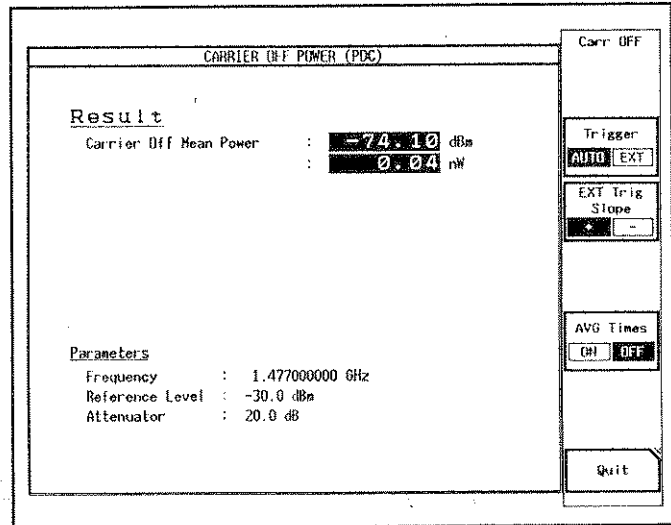 CARRIER OFF POWER (PDC)
Result
Carrier Off Mean Power : -74.10 dBm
: 0.04 nW
Parameters
Frequency : 1.477000000 GHz
Reference Level : -30.0 dBm
Attenuator : 20.0 dB
Carr OFF
Trigger
AUTO EXT
EXT Trig
Slope
+ -
AVG Times
ON OFF
Quit